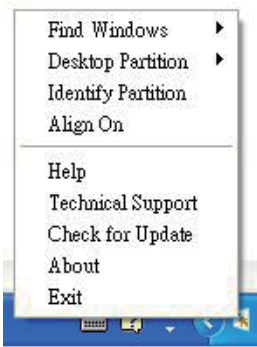 Find Windows
Desktop Partition
Identify Partition
Align On
Help
Technical Support
Check for Update
About
Exit